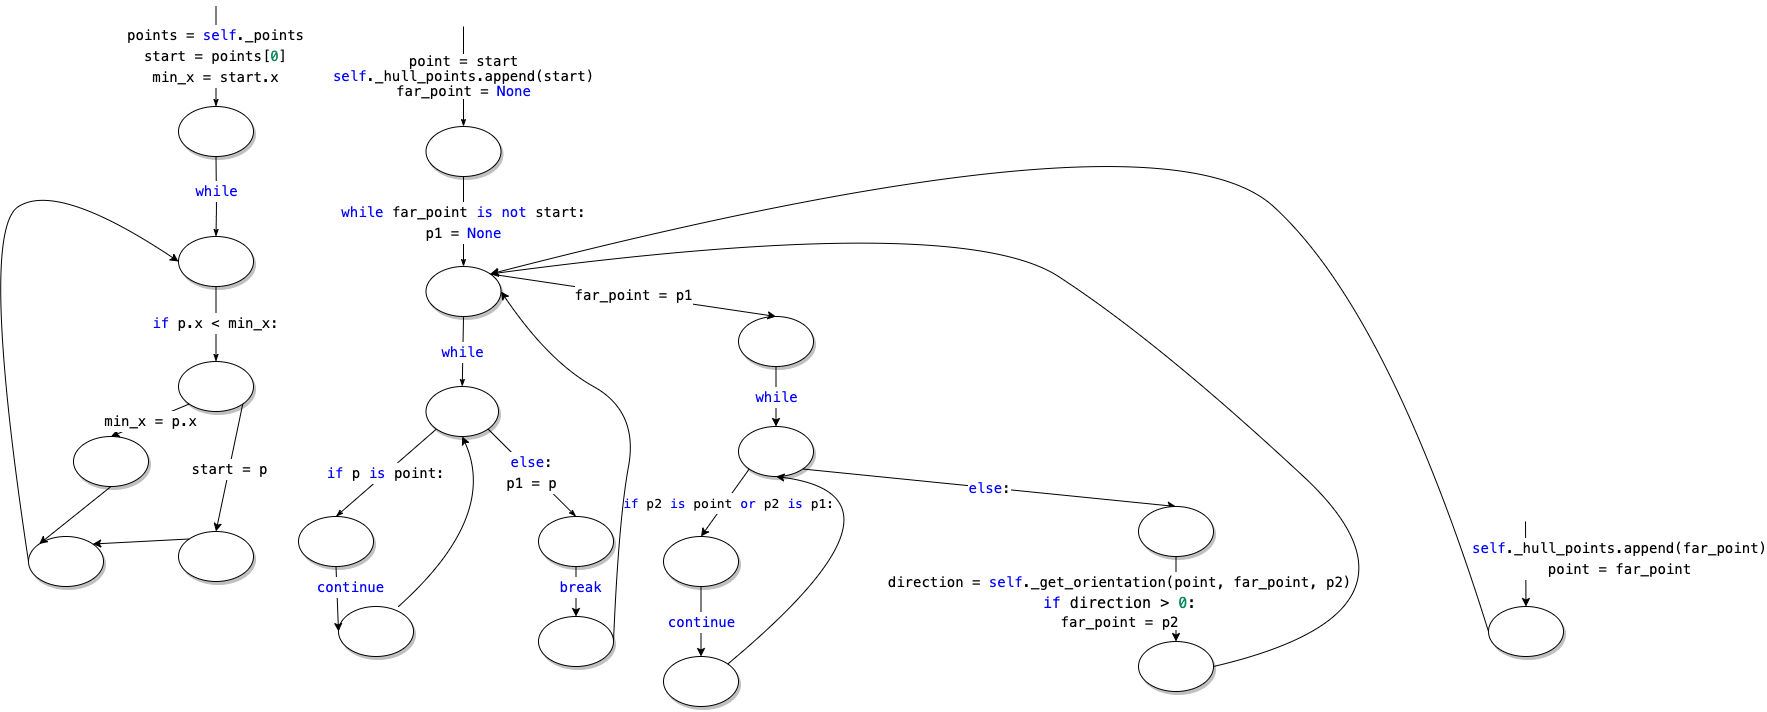 points = self._points
start = points[0]
min_x = start.x
while
if p.x < min_x:
min_x = p.x
start = p
point = start
self._hull_points.append(start)
far_point = None
while far_point is not start:
p1 = None
while
if p is point:
continue
else:
p1 = p
break
far_point = p1
while
if p2 is point or p2 is p1:
continue
else:
direction = self._get_orientation(point, far_point, p2)
if direction > 0:
far_point = p2
self._hull_points.append(far_point)
point = far_point